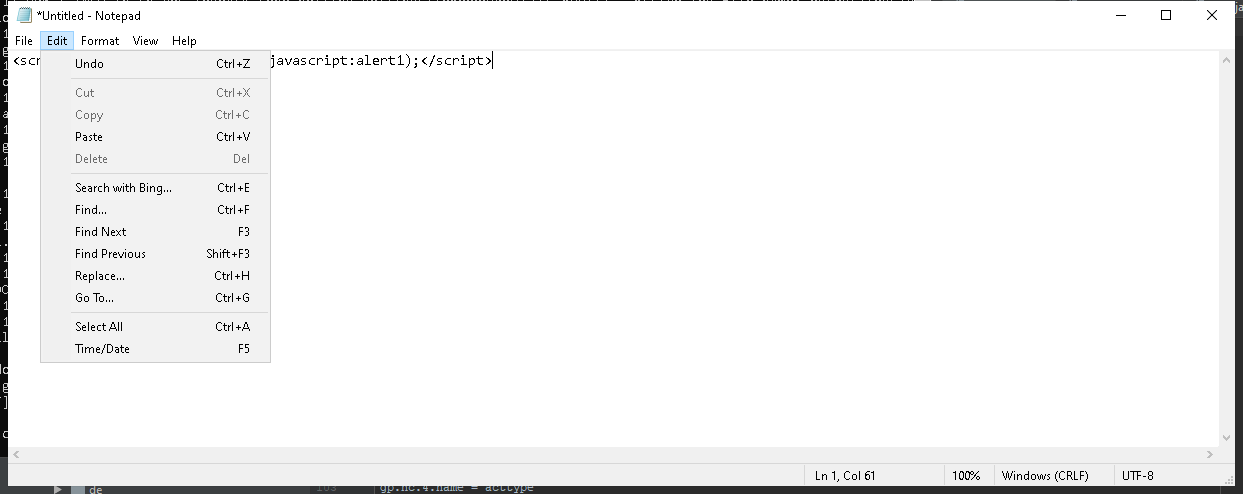 *Untitled - Notepad
File Edit Format View Help
<scr javascript:alert1);</script>
Undo Ctrl+Z
Cut Ctrl+X
Copy Ctrl+C
Paste Ctrl+V
Delete Del
Search with Bing... Ctrl+E
Find... Ctrl+F
Find Next F3
Find Previous Shift+F3
Replace... Ctrl+H
Go To... Ctrl+G
Select All Ctrl+A
Time/Date F5
Ln 1, Col 61 100% Windows (CRLF) UTF-8
de gp.nc.4.name = acctype